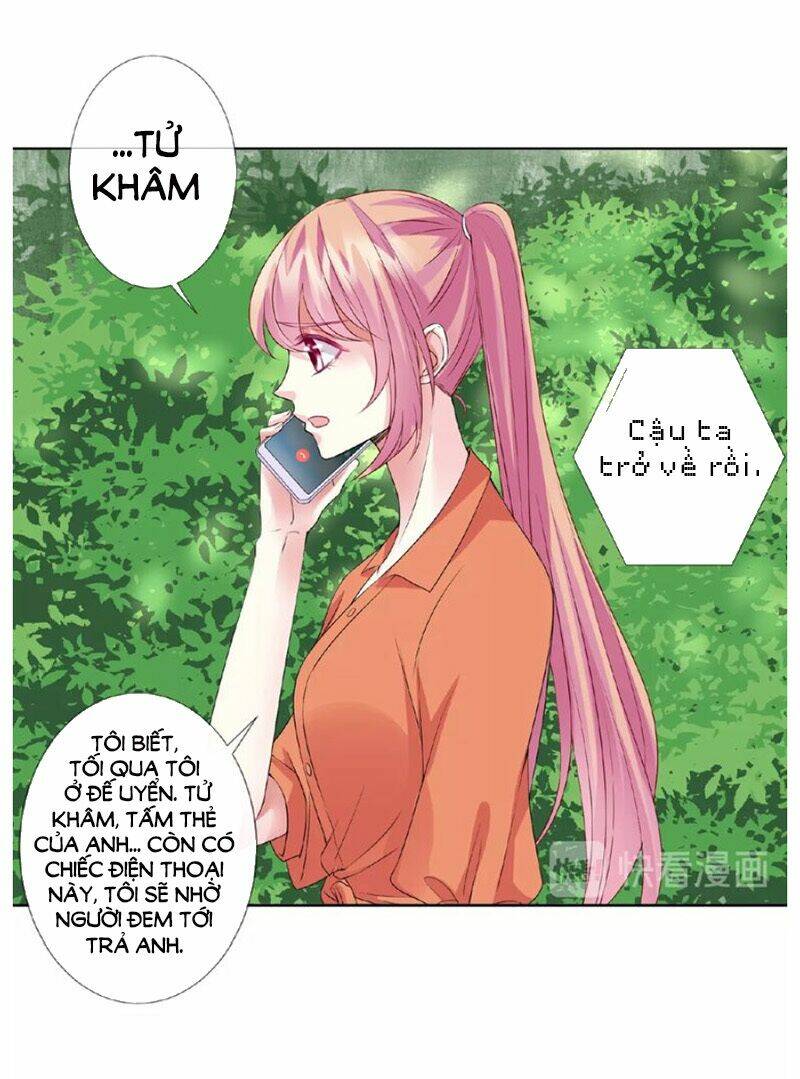 ...TỬ
KHÂM
Cậu ta
trở về rồi.
TÔI BIẾT,
TỐI QUA TÔI
Ở ĐẾ UYỂN. TỬ
KHÂM, TẤM THẺ
CỦA ANH... CÒN CÓ
CHIẾC ĐIỆN THOẠI
NÀY, TÔI SẼ NHỜ
NGƯỜI ĐEM TỚI
TRẢ ANH.
快看漫画